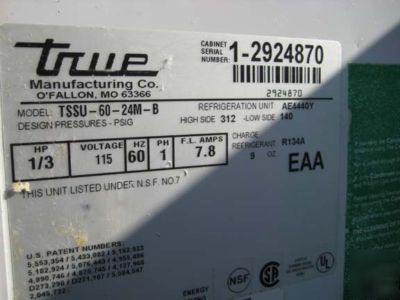 true
Manufacturing Co.
O'FALLON, MO 63366
CABINET
SERIAL
NUMBER:
1-2924870
2924870
MODEL: TSSU-60-24M-B
REFRIGERATION UNIT: AE4440Y
DESIGN PRESSURES - PSIG
HIGH SIDE 312 -LOW SIDE 140
HP
1/3
VOLTAGE
115
HZ
60
PH
1
F.L. AMPS
7.8
CHARGE
REFRIGERANT R134A
9 OZ
EAA
THIS UNIT LISTED UNDER N.S.F. NO.7
U.S. PATENT NUMBERS:
ENERGY
NSF